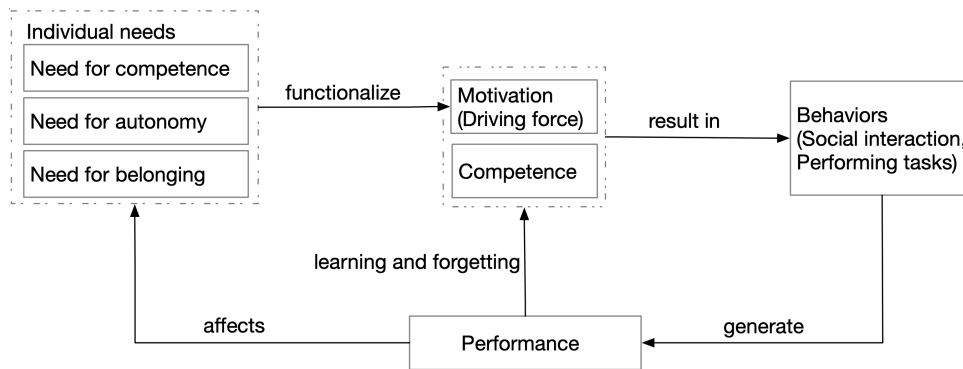 Individual needs
Need for competence
Need for autonomy
Need for belonging
functionalize
Motivation
(Driving force)
Competence
result in
Behaviors
(Social interaction,
Performing tasks)
learning and forgetting
affects
Performance
generate